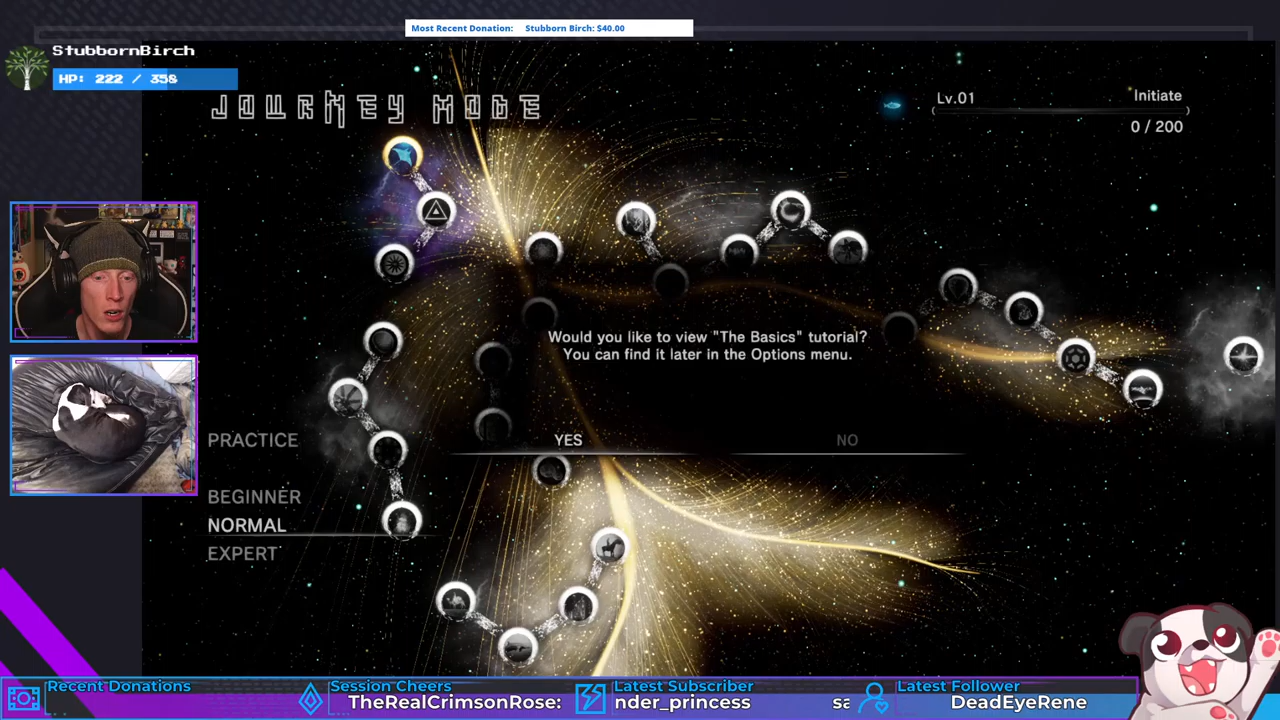 Most Recent Donation: Stubborn Birch: $40.00
StubbornBirch
HP: 222 / 358
JOURNEY MODE
Lv.01
Initiate
0 / 200
Would you like to view "The Basics" tutorial?
You can find it later in the Options menu.
YES
NO
PRACTICE
BEGINNER
NORMAL
EXPERT
Recent Donations
Session Cheers
TheRealCrimsonRose:
Latest Subscriber
nder_princess sa
Latest Follower
DeadEyeRene